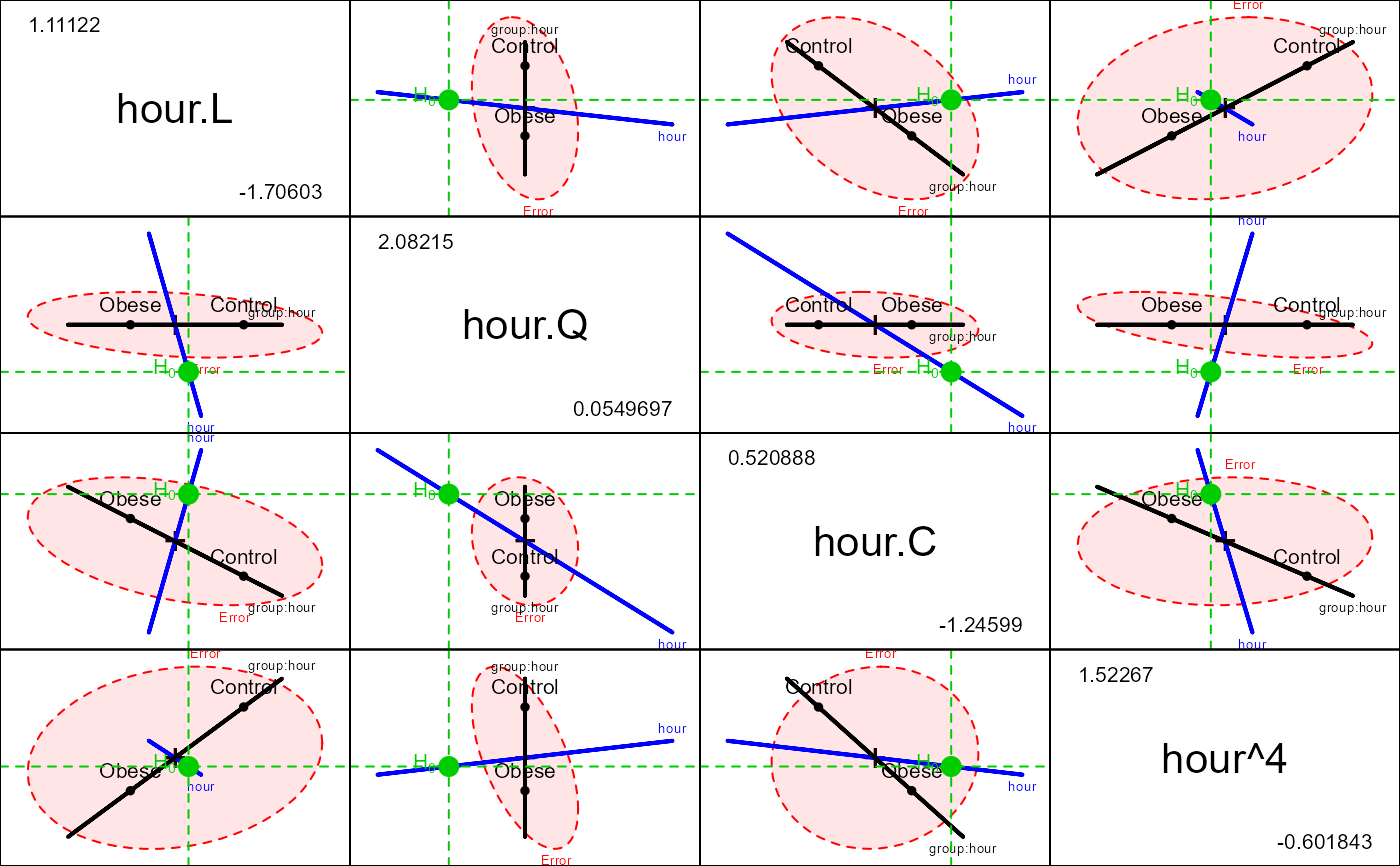 1.11122
hour.L
-1.70603
group:hour
Control
H₀
Obese
hour
Error
Control
hour
H₀
Obese
group:hour
Error
Error
group:hour
Control
H₀
Obese
hour
Obese
Control
group:hour
H₀
Error
hour
2.08215
hour.Q
0.0549697
Control
Obese
group:hour
Error
H₀
hour
hour
Obese
Control
group:hour
H₀
Error
hour
H₀
Obese
Control
group:hour
Error
H₀
Obese
Control
group:hour
Error
hour
0.520888
hour.C
-1.24599
Error
H₀
Obese
Control
group:hour
hour
Error
group:hour
Control
H₀
Obese
hour
group:hour
Control
hour
H₀
Obese
Error
Error
Control
H₀
Obese
hour
group:hour
1.52267
hour^4
-0.601843